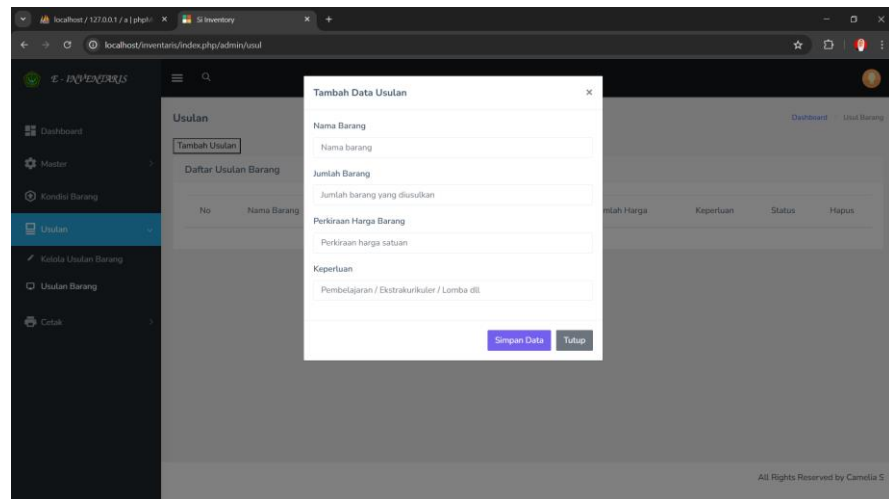 localhost / 127.0.0.1 / a | phpM
Si Inventory
localhost/inventaris/index.php/admin/usul
E - INVENTARIS
Dashboard
Master
Kondisi Barang
Usulan
Kelola Usulan Barang
Usulan Barang
Cetak
Usulan
Dashboard
Usul Barang
Tambah Usulan
Daftar Usulan Barang
No
Nama Barang
Harga
Keperluan
Status
Hapus
Tambah Data Usulan
×
Nama Barang
Nama barang
Jumlah Barang
Jumlah barang yang diusulkan
Perkiraan Harga Barang
Perkiraan harga satuan
Keperluan
Pembelajaran / Ekstrakurikuler / Lomba dll
Simpan Data
Tutup
All Rights Reserved by Camelia S